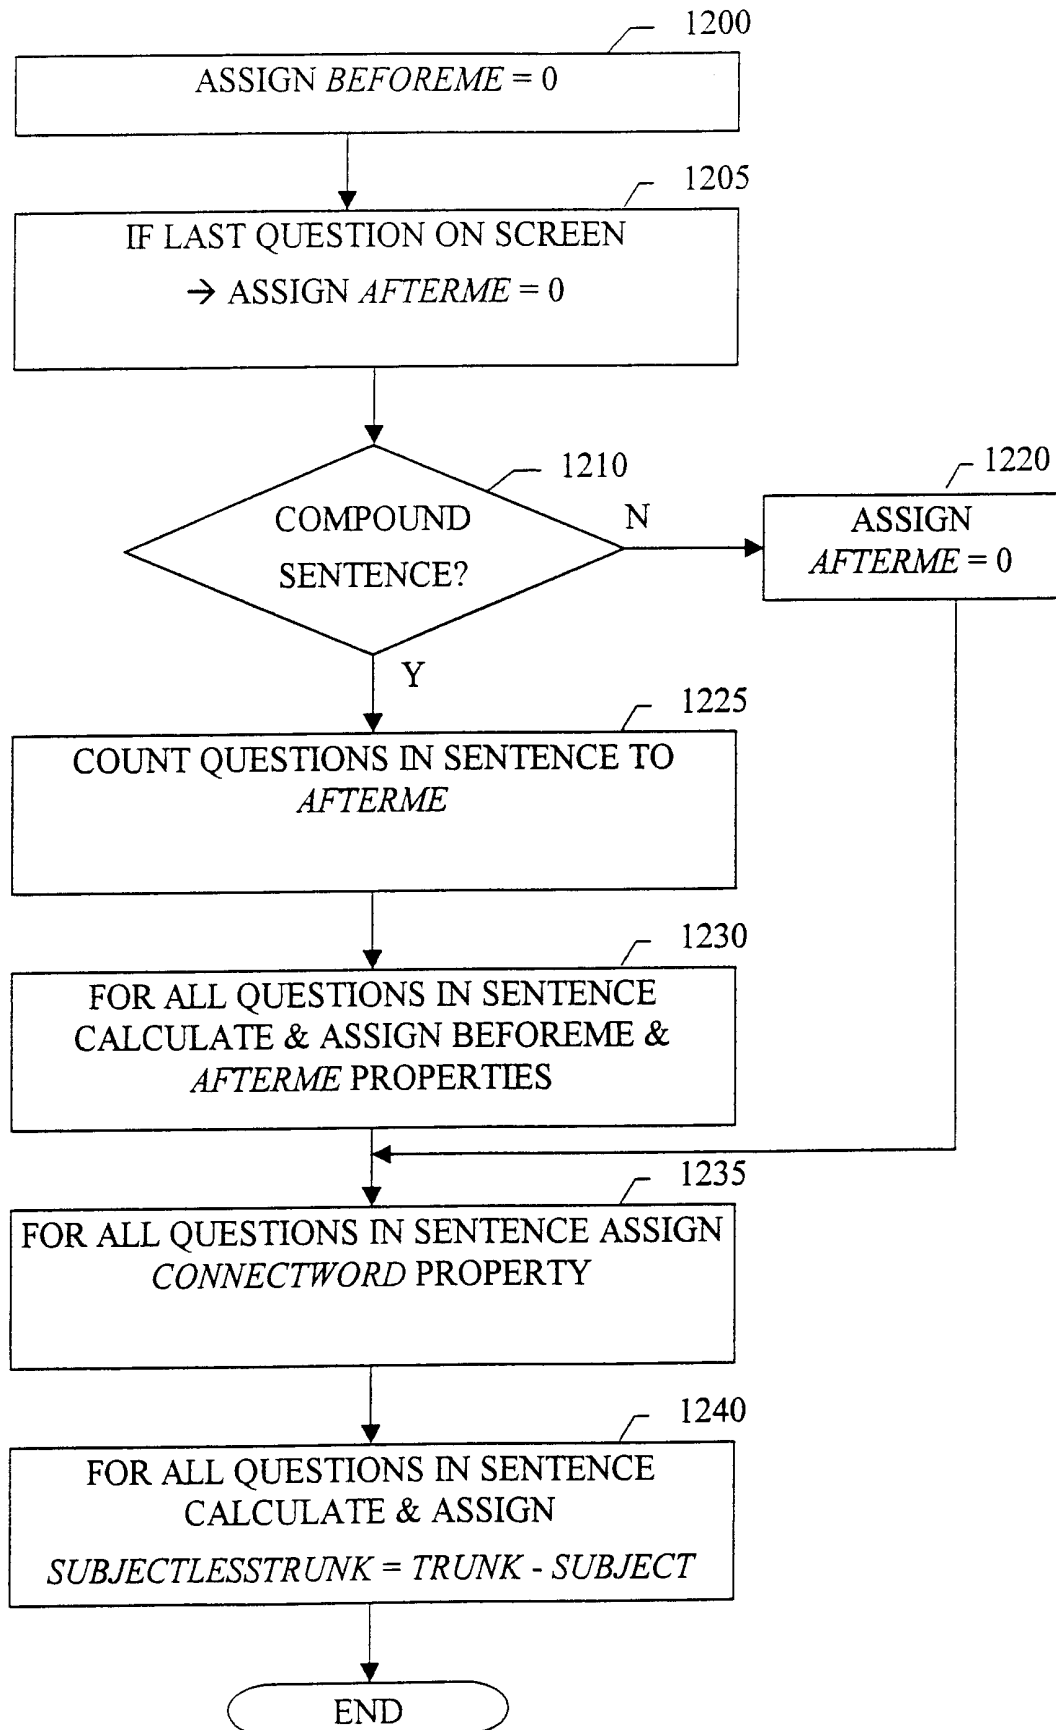 1200
ASSIGN BEFOREME = 0
1205
IF LAST QUESTION ON SCREEN
→ ASSIGN AFTERME = 0
1210
COMPOUND
SENTENCE?
N
1220
ASSIGN
AFTERME = 0
Y
1225
COUNT QUESTIONS IN SENTENCE TO
AFTERME
1230
FOR ALL QUESTIONS IN SENTENCE
CALCULATE & ASSIGN BEFOREME &
AFTERME PROPERTIES
1235
FOR ALL QUESTIONS IN SENTENCE ASSIGN
CONNECTWORD PROPERTY
1240
FOR ALL QUESTIONS IN SENTENCE
CALCULATE & ASSIGN
SUBJECTLESSTRUNK = TRUNK - SUBJECT
END